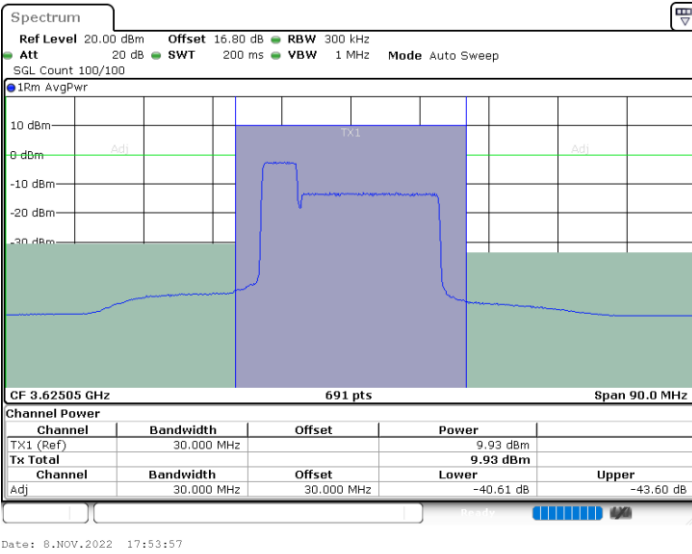 Spectrum
Ref Level 20.00 dBm Offset 16.80 dB RBW 300 kHz
Att 20 dB SWT 200 ms VBW 1 MHz Mode Auto Sweep
SGL Count 100/100
1Rm AvgPwr
10 dBm
TX1
Adj Adj
0 dBm
-10 dBm
-20 dBm
-30 dBm
CF 3.62505 GHz 691 pts Span 90.0 MHz
Channel Power
Channel Bandwidth Offset Power
TX1 (Ref) 30.000 MHz 9.93 dBm
Tx Total 9.93 dBm
Channel Bandwidth Offset Lower Upper
Adj 30.000 MHz 30.000 MHz -40.61 dB -43.60 dB
Ready
Date: 8.NOV.2022 17:53:57